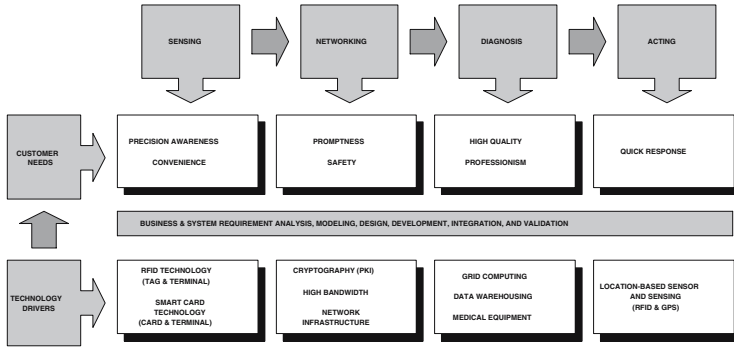 SENSING
NETWORKING
DIAGNOSIS
ACTING
CUSTOMER
NEEDS
PRECISION AWARENESS
CONVENIENCE
PROMPTNESS
SAFETY
HIGH QUALITY
PROFESSIONISM
QUICK RESPONSE
BUSINESS & SYSTEM REQUIREMENT ANALYSIS, MODELING, DESIGN, DEVELOPMENT, INTEGRATION, AND VALIDATION
TECHNOLOGY
DRIVERS
RFID TECHNOLOGY
(TAG & TERMINAL)
SMART CARD
TECHNOLOGY
(CARD & TERMINAL)
CRYPTOGRAPHY (PKI)
HIGH BANDWIDTH
NETWORK
INFRASTRUCTURE
GRID COMPUTING
DATA WAREHOUSING
MEDICAL EQUIPMENT
LOCATION-BASED SENSOR
AND SENSING
(RFID & GPS)